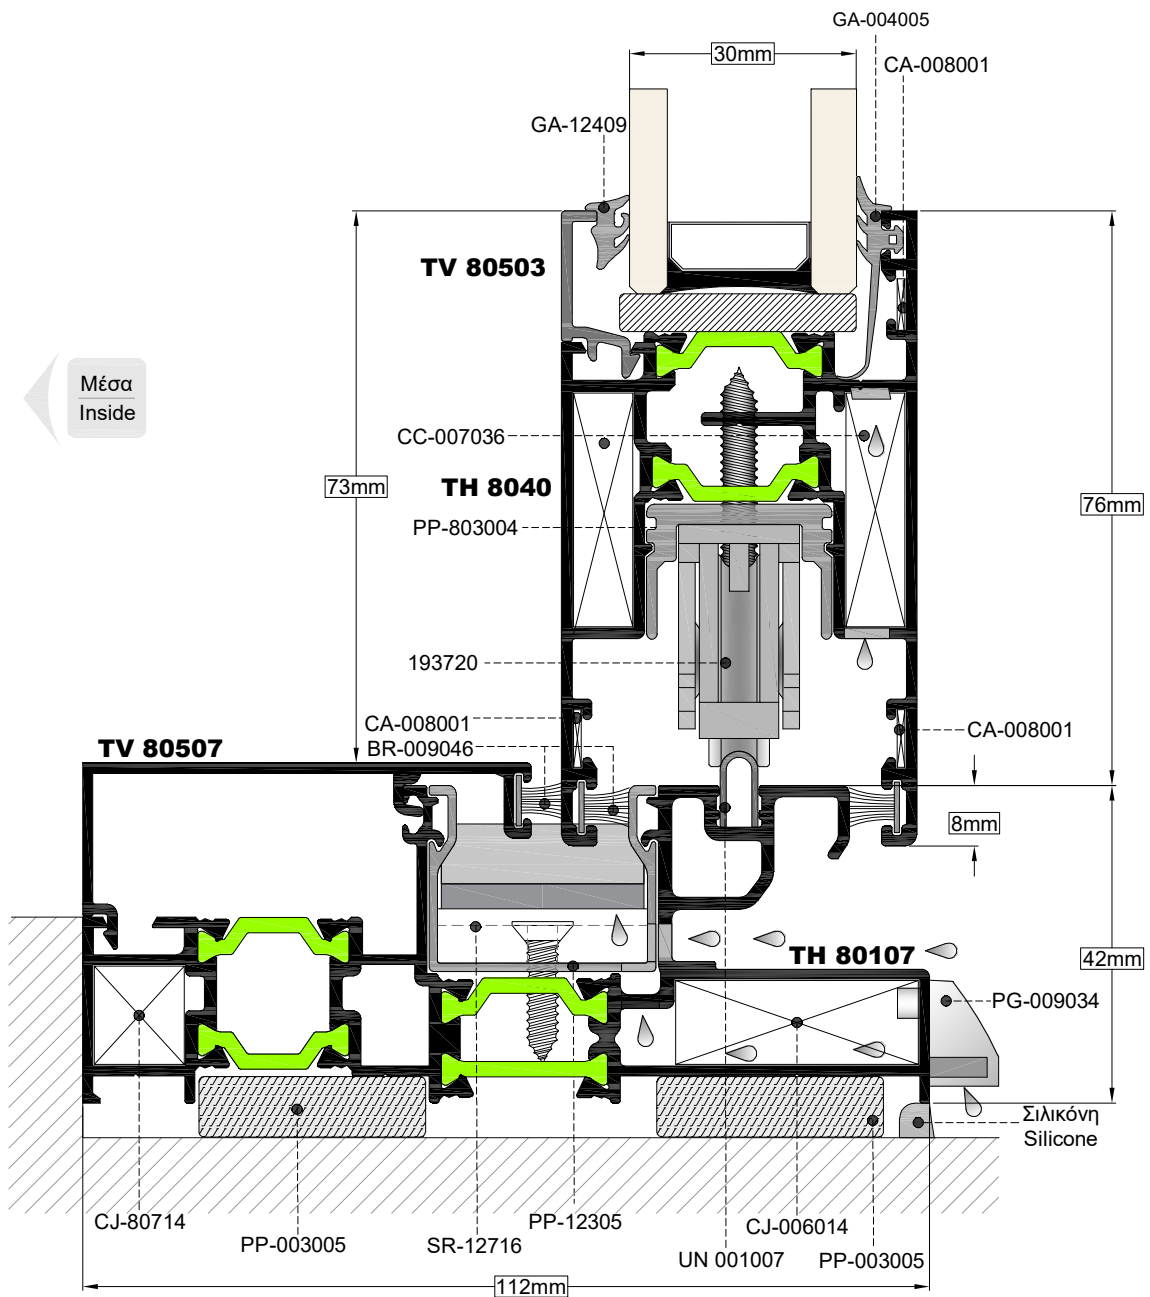 GA-004005
30mm
CA-008001
GA-12409
TV 80503
Μέσα
Inside
CC-007036
73mm
TH 8040
76mm
PP-803004
193720
CA-008001
CA-008001
TV 80507
BR-009046
8mm
TH 80107
42mm
PG-009034
Σιλικόνη
Silicone
CJ-80714
PP-12305
CJ-006014
PP-003005
SR-12716
UN 001007
PP-003005
112mm